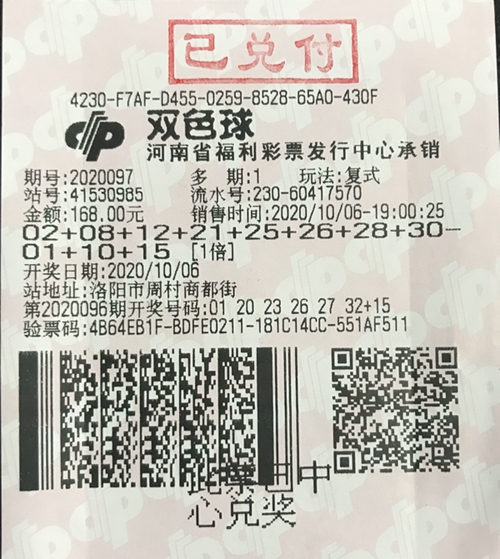 已兑付
4230-F7AF-D455-0259-8528-65A0-430F
双色球
河南省福利彩票发行中心承销
期号:2020097 多 期:1 玩法:复式
站号:41530985 流水号:230-60417570
金额:168.00元 销售时间:2020/10/06-19:00:25
02+08+12+21+25+26+28+30-
01+10+15 [1倍]
开奖日期:2020/10/06
站地址:洛阳市周村商都街
第2020096期开奖号码:01 20 23 26 27 32+15
验票码:4B64EB1F-BDFE0211-181C14CC-551AF511
此票已中
心兑奖